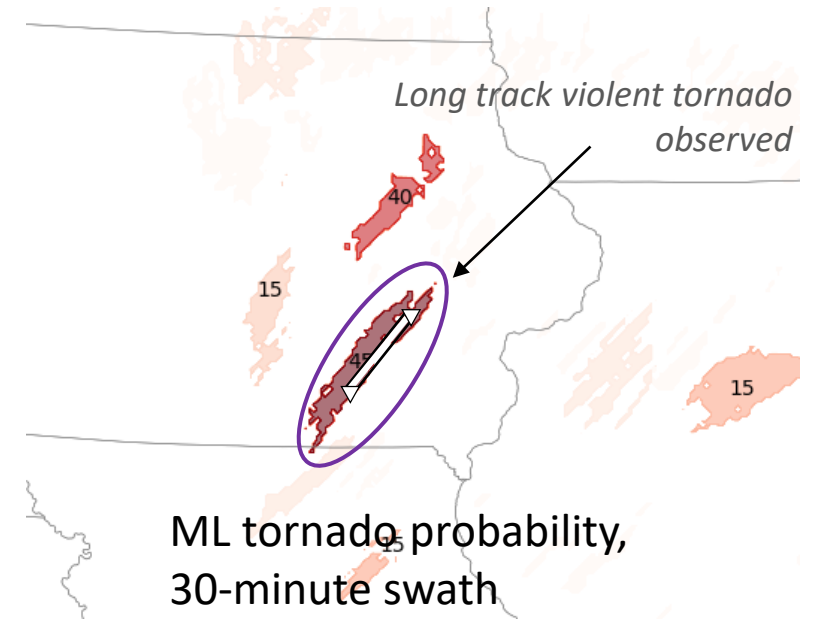 Long track violent tornado
observed
40
15
45
15
ML tornado probability,
15
30-minute swath